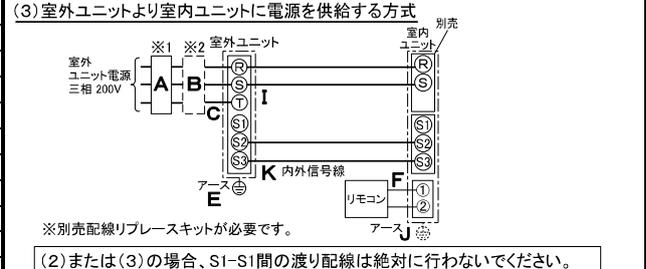 (3)室外ユニットより室内ユニットに電源を供給する方式
別売
※1 ※2 室外ユニット 室内
ユニット
室外
ユニット電源
三相 200V
A B
R R
S I S
C T
S1 S1
S2 S2
S3 S3
K 内外信号線
アース
E
リモコン F ① ②
※別売配線リプレースキットが必要です。
アース J
(2)または(3)の場合、S1-S1間の渡り配線は絶対に行わないでください。